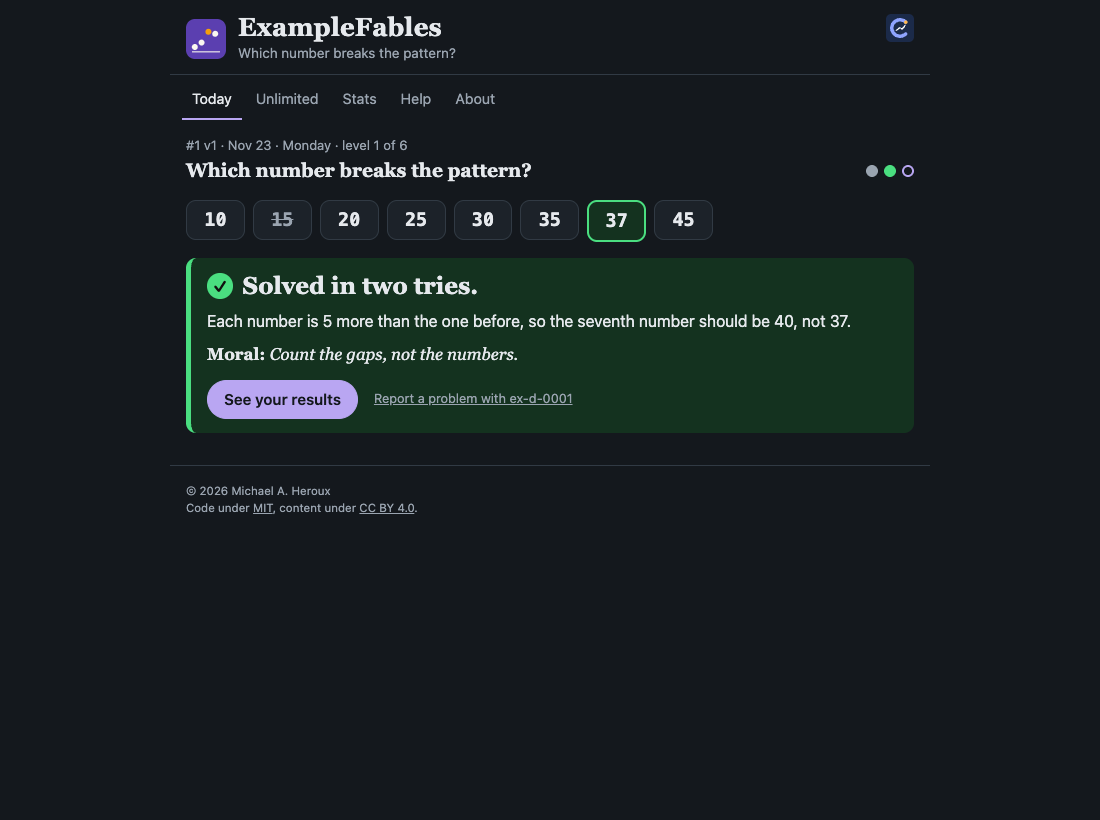 ExampleFables
Which number breaks the pattern?
Today Unlimited Stats Help About
#1 v1 · Nov 23 · Monday · level 1 of 6
Which number breaks the pattern?
10 15 20 25 30 35 37 45
Solved in two tries.
Each number is 5 more than the one before, so the seventh number should be 40, not 37.
Moral: Count the gaps, not the numbers.
See your results Report a problem with ex-d-0001
© 2026 Michael A. Heroux
Code under MIT, content under CC BY 4.0.